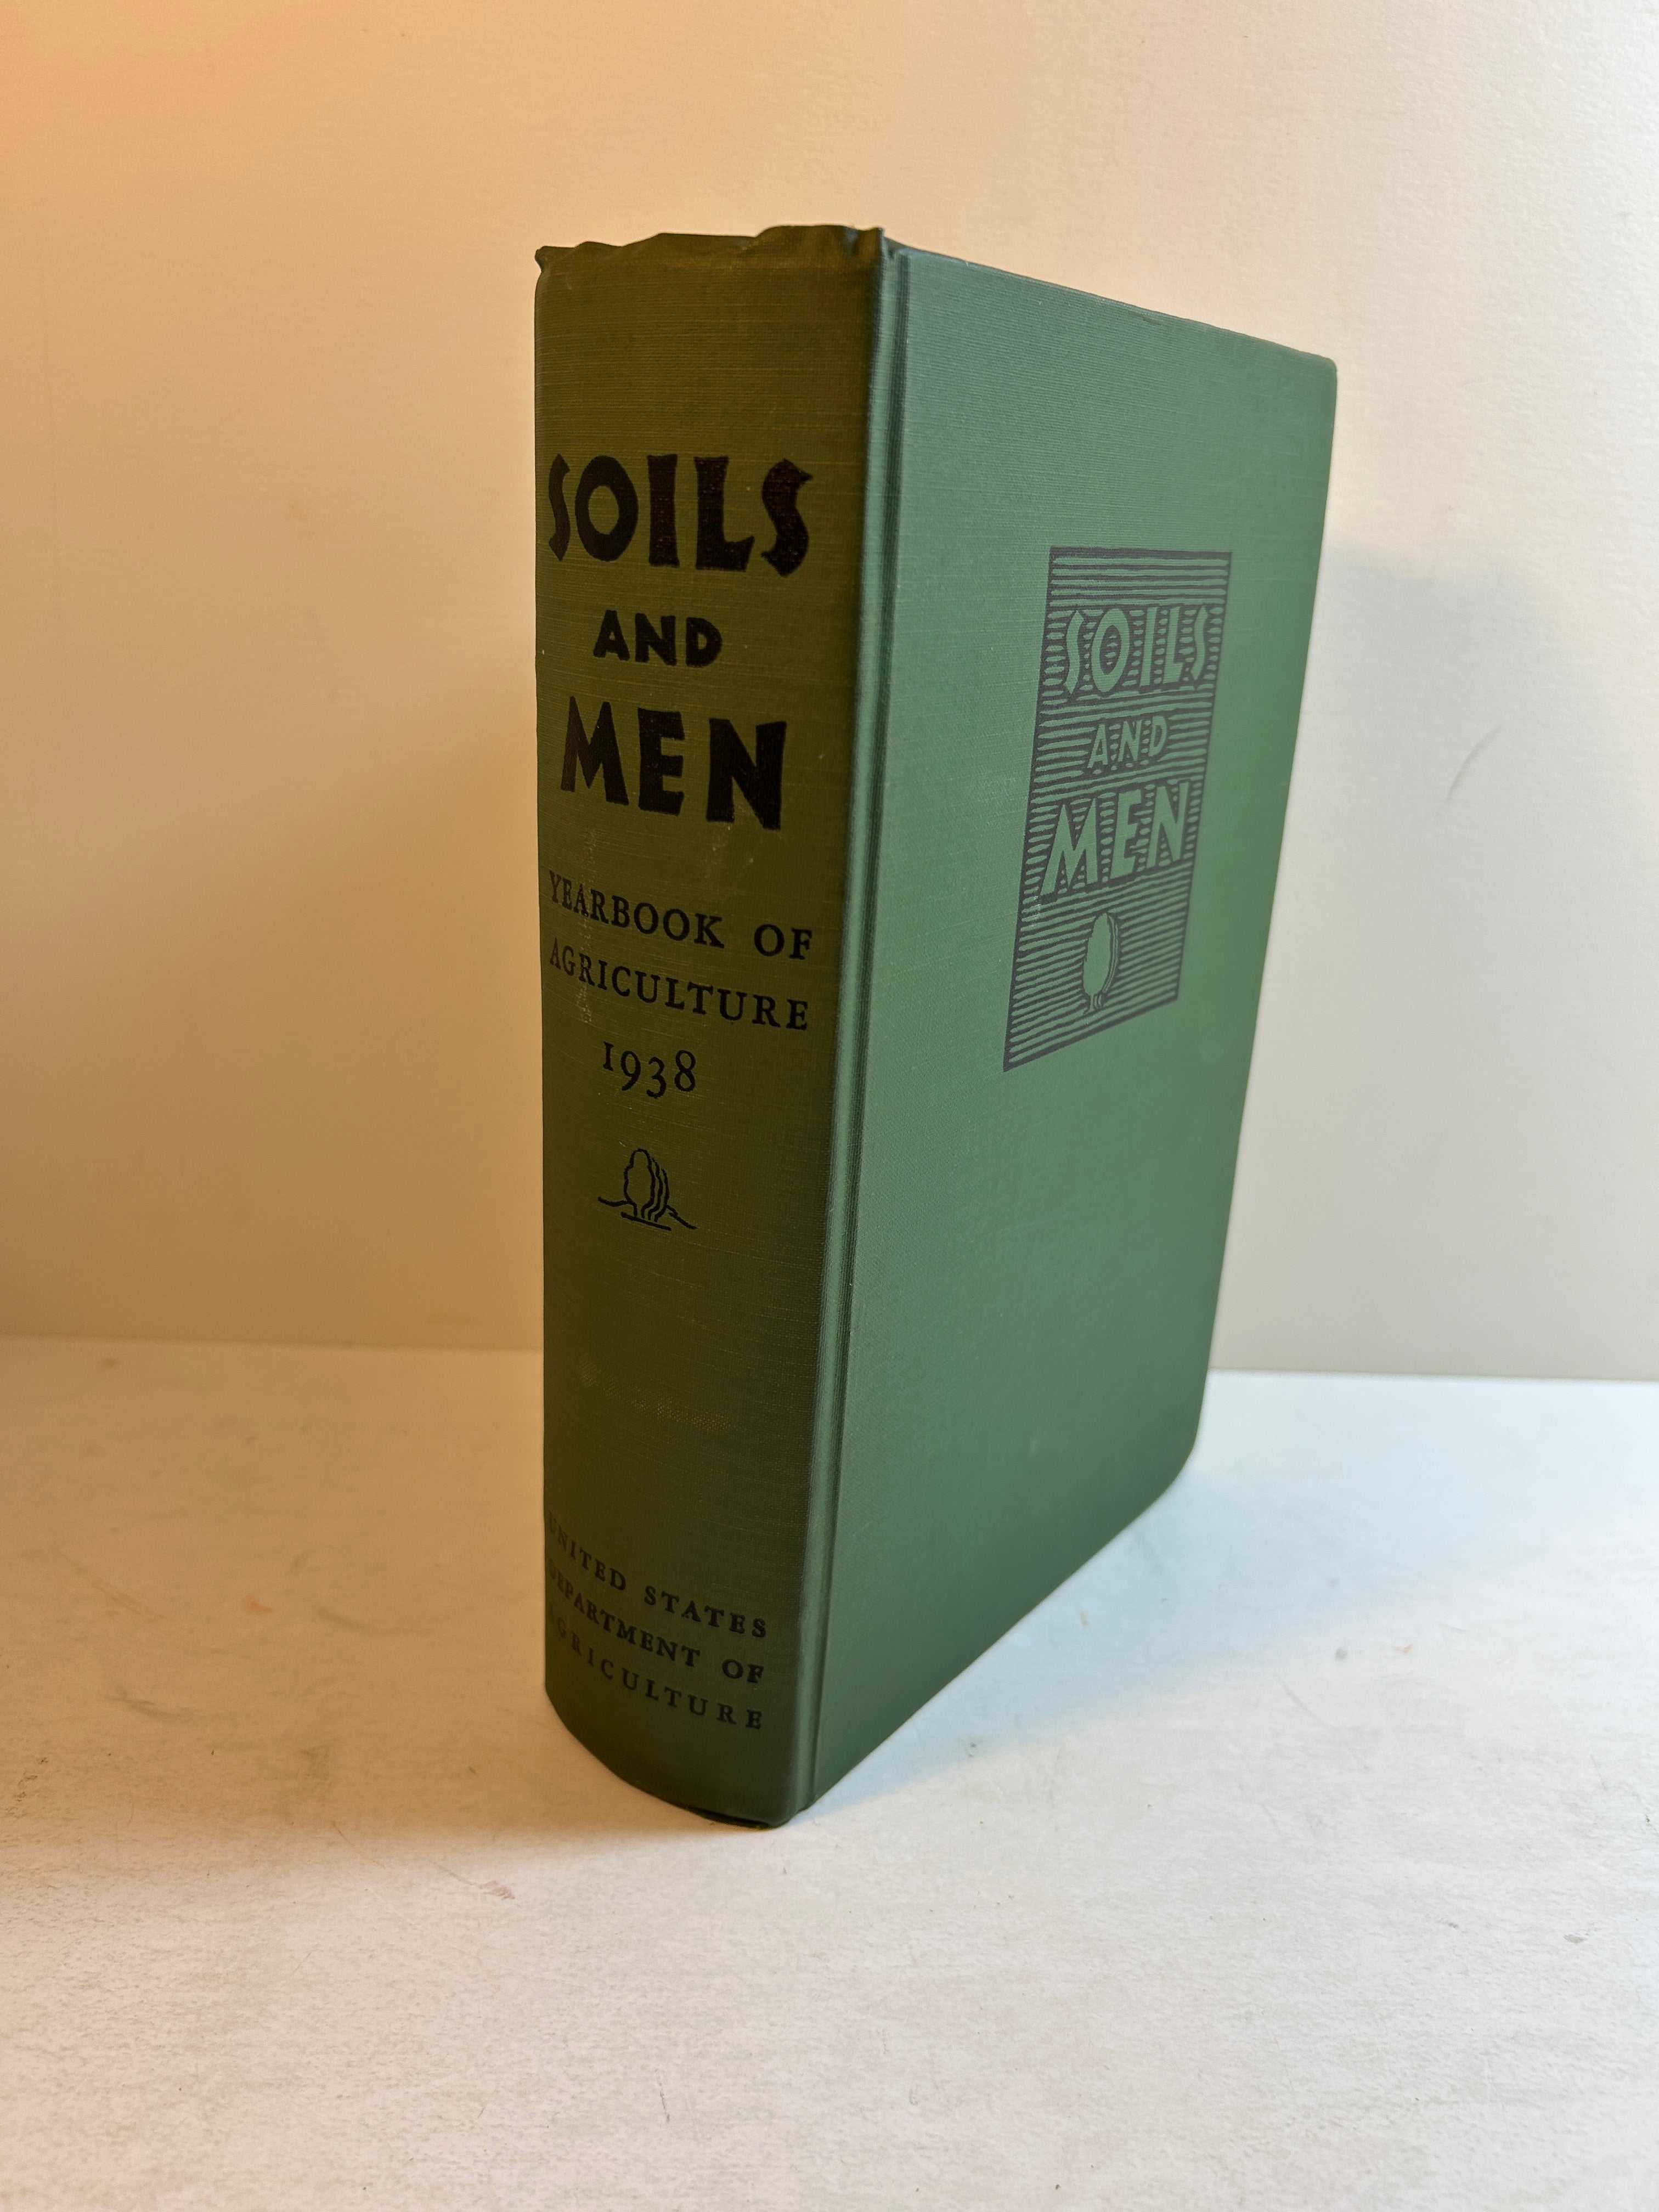 SOILS
AND
MEN
YEARBOOK OF
AGRICULTURE
1938
UNITED STATES
DEPARTMENT OF
AGRICULTURE
SOILS
AND
MEN